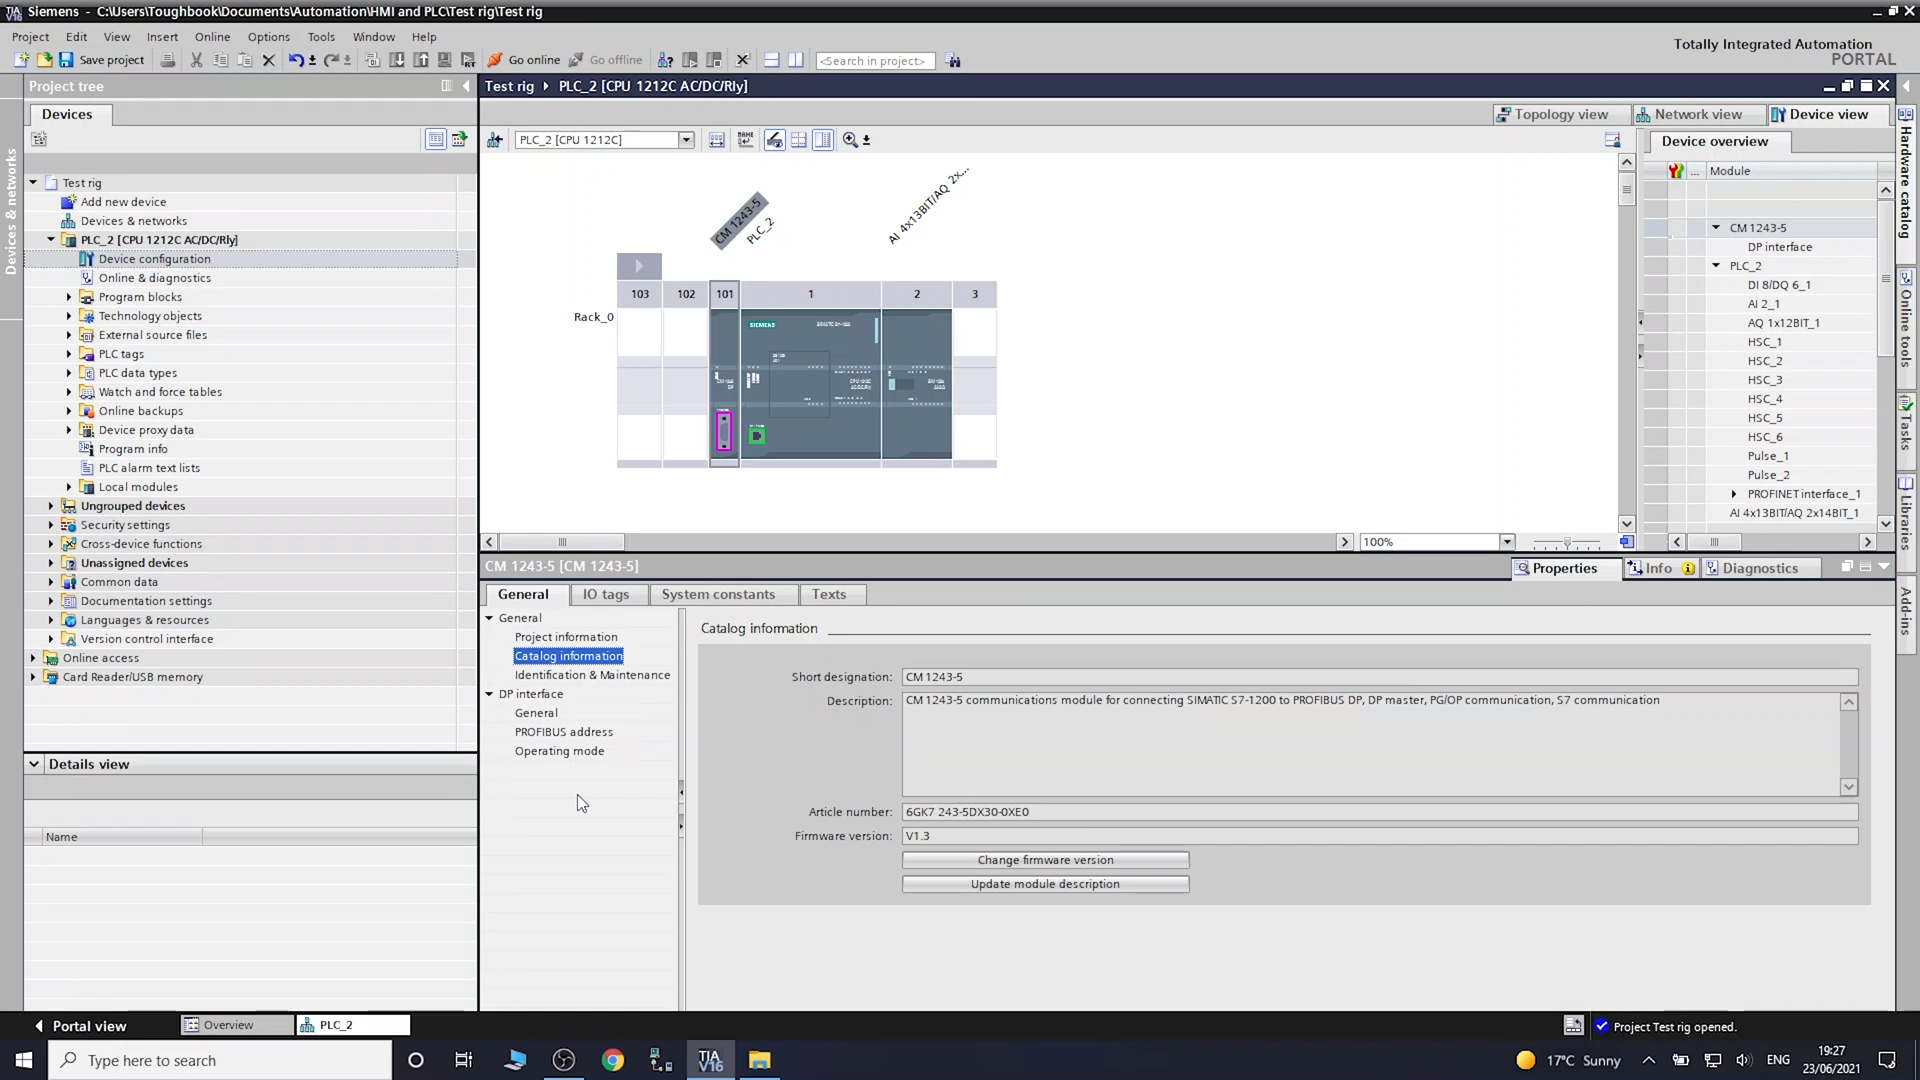 Siemens - C:\Users\Toughbook\Documents\Automation\HMI and PLC\Test rig\Test rig
Project Edit View Insert Online Options Tools Window Help
Totally Integrated Automation
PORTAL
Save project
Go online
Go offline
<Search in project>
Project tree
Devices
Devices & networks
Test rig
Add new device
Devices & networks
PLC_2 [CPU 1212C AC/DC/Rly]
Device configuration
Online & diagnostics
Program blocks
Technology objects
External source files
PLC tags
PLC data types
Watch and force tables
Online backups
Device proxy data
Program info
PLC alarm text lists
Local modules
Ungrouped devices
Security settings
Cross-device functions
Unassigned devices
Common data
Documentation settings
Languages & resources
Version control interface
Online access
Card Reader/USB memory
Details view
Name
Test rig PLC_2 [CPU 1212C AC/DC/Rly]
Topology view
Network view
Device view
PLC_2 [CPU 1212C]
CM 1243-5
PLC_2
AI 4x13BIT/AQ 2x...
103 102 101 1 2 3
Rack_0
SIEMENS
100%
Device overview
... Module
CM 1243-5
DP interface
PLC_2
DI 8/DQ 6_1
AI 2_1
AQ 1x12BIT_1
HSC_1
HSC_2
HSC_3
HSC_4
HSC_5
HSC_6
Pulse_1
Pulse_2
PROFINET interface_1
AI 4x13BIT/AQ 2x14BIT_1
Hardware catalog
Online tools
Tasks
Libraries
Add-ins
CM 1243-5 [CM 1243-5]
Properties
Info
Diagnostics
General
IO tags
System constants
Texts
General
Project information
Catalog information
Identification & Maintenance
DP interface
General
PROFIBUS address
Operating mode
Catalog information
Short designation: CM 1243-5
Description: CM 1243-5 communications module for connecting SIMATIC S7-1200 to PROFIBUS DP, DP master, PG/OP communication, S7 communication
Article number: 6GK7 243-5DX30-0XE0
Firmware version: V1.3
Change firmware version
Update module description
Portal view
Overview
PLC_2
Project Test rig opened.
Type here to search
TIA
V16
17°C Sunny
ENG
19:27
23/06/2021